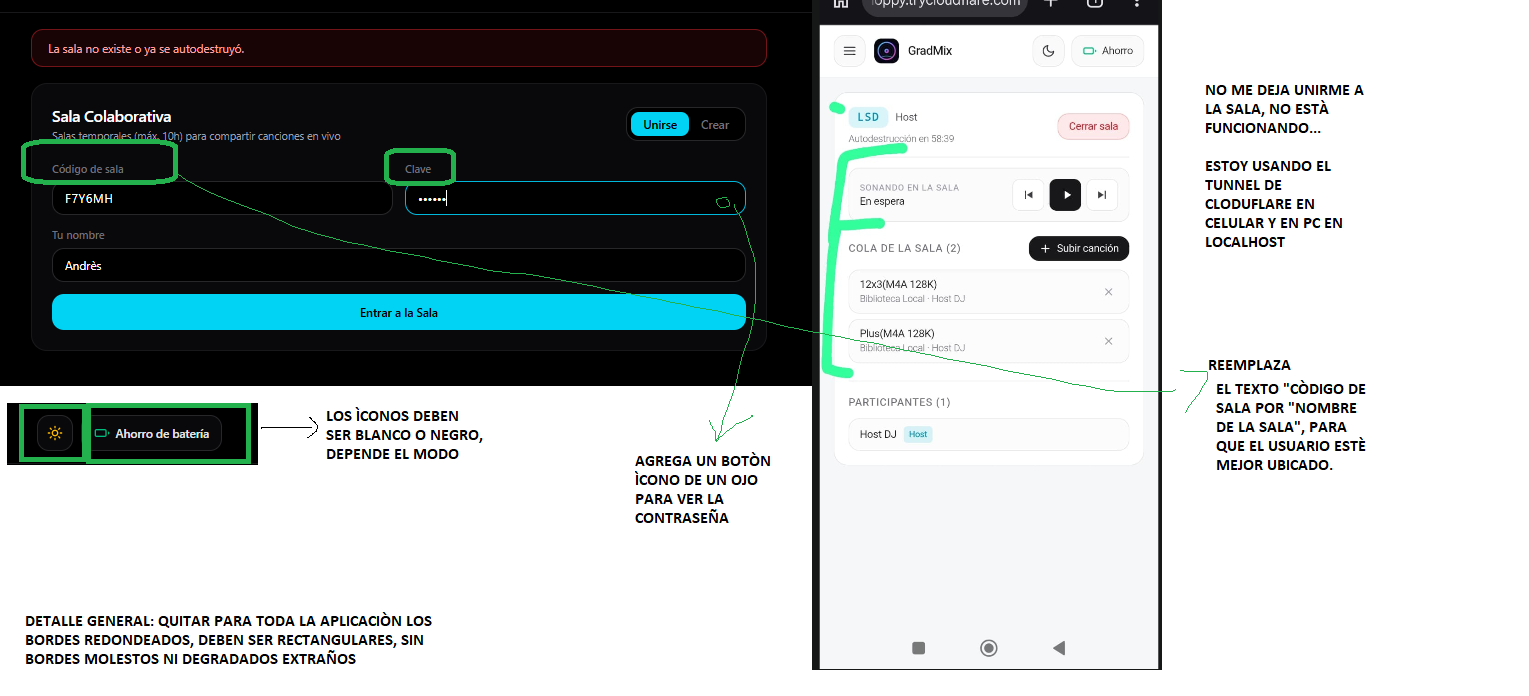 La sala no existe o ya se autodestruyó.
Sala Colaborativa
Salas temporales (máx. 10h) para compartir canciones en vivo
Unirse
Crear
Código de sala
Clave
F7Y6MH
••••••
Tu nombre
Andrès
Entrar a la Sala
Ahorro de batería
LOS ÌCONOS DEBEN
SER BLANCO O NEGRO,
DEPENDE EL MODO
AGREGA UN BOTÒN
ÌCONO DE UN OJO
PARA VER LA
CONTRASEÑA
DETALLE GENERAL: QUITAR PARA TODA LA APLICACIÒN LOS
BORDES REDONDEADOS, DEBEN SER RECTANGULARES, SIN
BORDES MOLESTOS NI DEGRADADOS EXTRAÑOS
oppy.trycloudflare.com
GradMix
Ahorro
LSD
Host
Autodestrucción en 58:39
Cerrar sala
SONANDO EN LA SALA
En espera
COLA DE LA SALA (2)
Subir canción
12x3(M4A 128K)
Biblioteca Local · Host DJ
Plus(M4A 128K)
Biblioteca Local · Host DJ
PARTICIPANTES (1)
Host DJ
Host
NO ME DEJA UNIRME A
LA SALA, NO ESTÀ
FUNCIONANDO...
ESTOY USANDO EL
TUNNEL DE
CLODUFLARE EN
CELULAR Y EN PC EN
LOCALHOST
REEMPLAZA
EL TEXTO "CÒDIGO DE
SALA POR "NOMBRE
DE LA SALA", PARA
QUE EL USUARIO ESTÈ
MEJOR UBICADO.